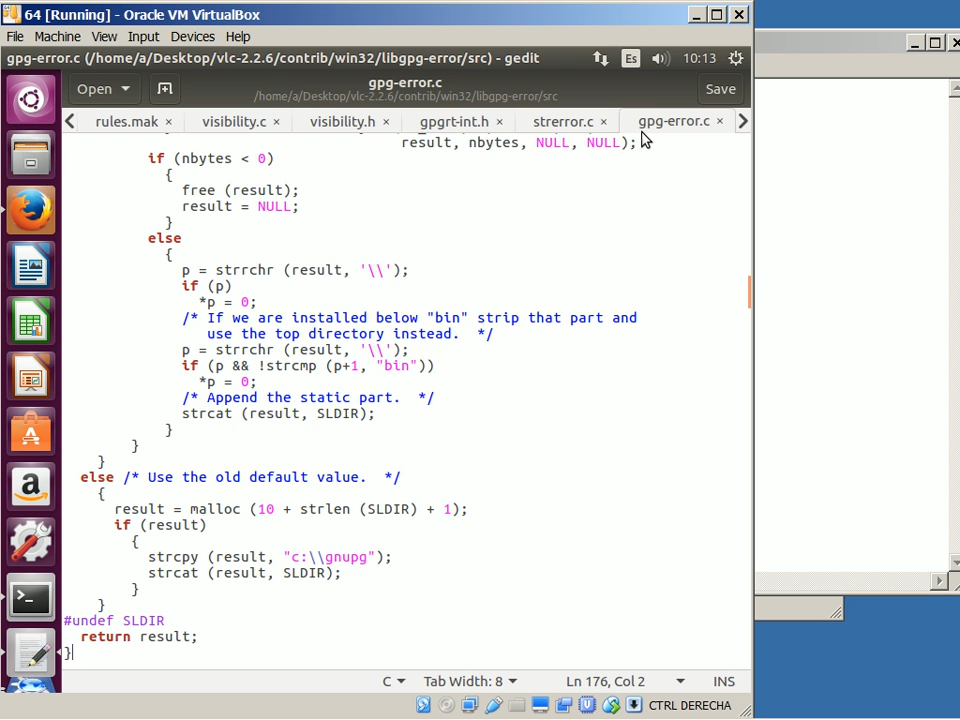 64 [Running] - Oracle VM VirtualBox
File Machine View Input Devices Help
gpg-error.c (/home/a/Desktop/vlc-2.2.6/contrib/win32/libgpg-error/src) - gedit Es 10:13
Open gpg-error.c Save
/home/a/Desktop/vlc-2.2.6/contrib/win32/libgpg-error/src
rules.mak × visibility.c × visibility.h × gpgrt-int.h × strerror.c × gpg-error.c ×
result, nbytes, NULL, NULL);
if (nbytes < 0)
{
free (result);
result = NULL;
}
else
{
p = strrchr (result, '\\');
if (p)
*p = 0;
/* If we are installed below "bin" strip that part and
use the top directory instead.  */
p = strrchr (result, '\\');
if (p && !strcmp (p+1, "bin"))
*p = 0;
/* Append the static part.  */
strcat (result, SLDIR);
}
}
}
else /* Use the old default value.  */
{
result = malloc (10 + strlen (SLDIR) + 1);
if (result)
{
strcpy (result, "c:\\gnupg");
strcat (result, SLDIR);
}
}
#undef SLDIR
return result;
}
C Tab Width: 8 Ln 176, Col 2 INS
CTRL DERECHA